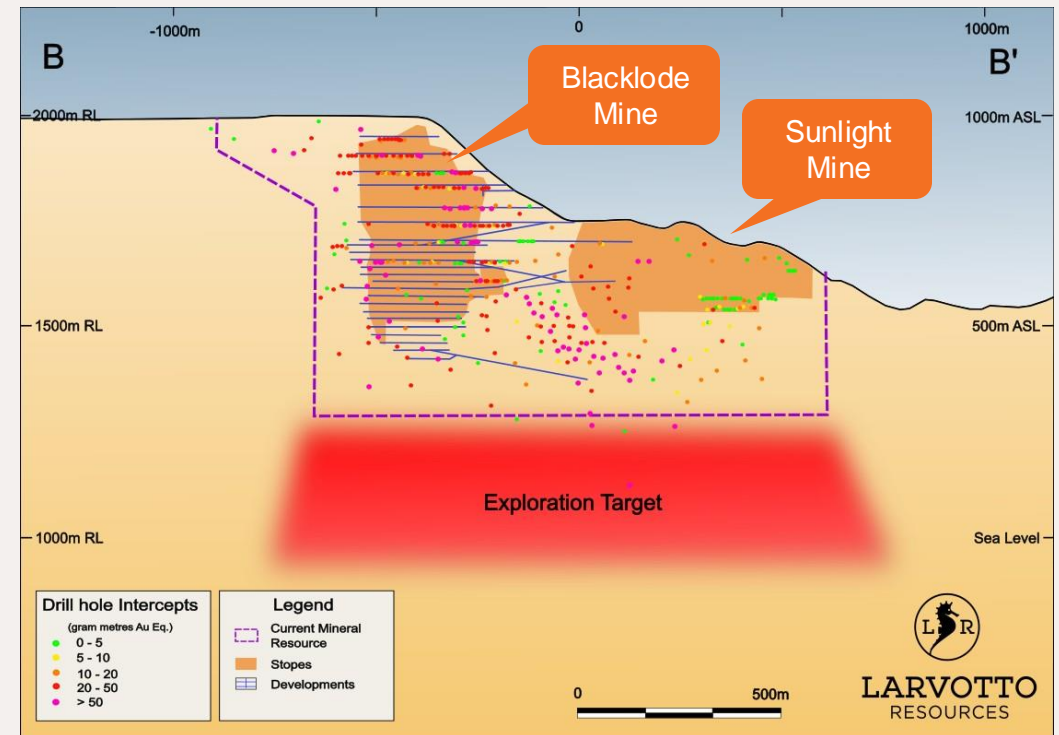 -1000m
0
1000m
B
B'
2000m RL
1000m ASL
Blacklode
Mine
Sunlight
Mine
1500m RL
500m ASL
Exploration Target
1000m RL
Sea Level
Drill hole Intercepts
(gram metres Au Eq.)
0 - 5
5 - 10
10 - 20
20 - 50
> 50
Legend
Current Mineral
Resource
Stopes
Developments
0
500m
L R
LARVOTTO
RESOURCES